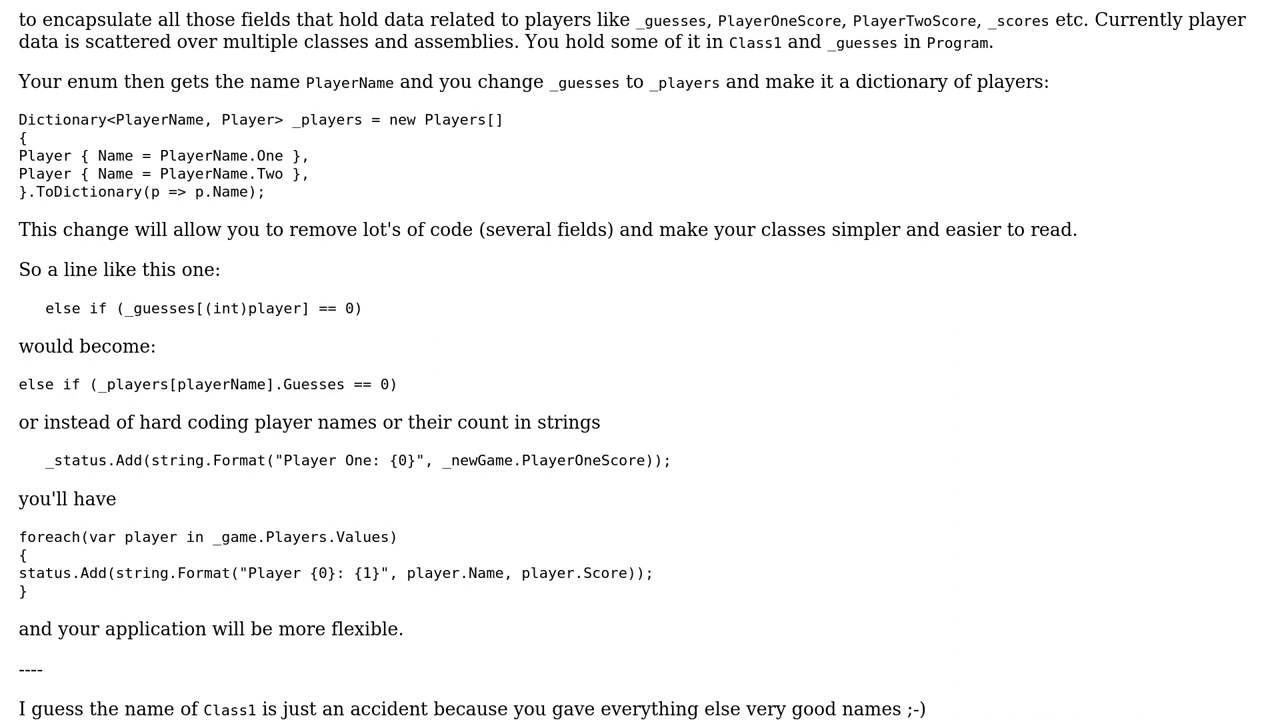 to encapsulate all those fields that hold data related to players like _guesses, PlayerOneScore, PlayerTwoScore, _scores etc. Currently player
data is scattered over multiple classes and assemblies. You hold some of it in Class1 and _guesses in Program.
Your enum then gets the name PlayerName and you change _guesses to _players and make it a dictionary of players:
Dictionary<PlayerName, Player> _players = new Players[]
{
Player { Name = PlayerName.One },
Player { Name = PlayerName.Two },
}.ToDictionary(p => p.Name);
This change will allow you to remove lot's of code (several fields) and make your classes simpler and easier to read.
So a line like this one:
else if (_guesses[(int)player] == 0)
would become:
else if (_players[playerName].Guesses == 0)
or instead of hard coding player names or their count in strings
_status.Add(string.Format("Player One: {0}", _newGame.PlayerOneScore));
you'll have
foreach(var player in _game.Players.Values)
{
status.Add(string.Format("Player {0}: {1}", player.Name, player.Score));
}
and your application will be more flexible.
----
I guess the name of Class1 is just an accident because you gave everything else very good names ;-)